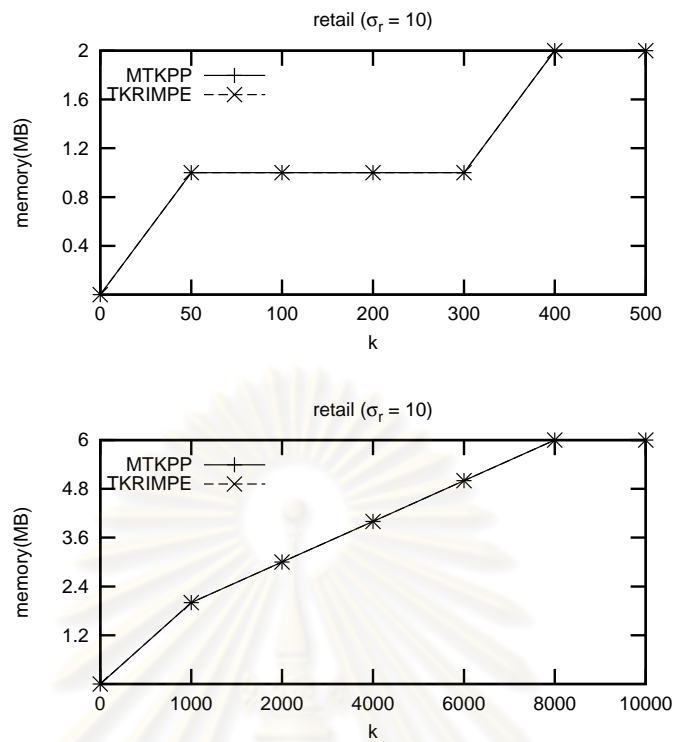 retail (σr = 10)
2
MTKPP
TKRIMPE
1.6
1.2
0.8
0.4
memory(MB)
0 50 100 200 300 400 500
k
retail (σr = 10)
6
MTKPP
TKRIMPE
4.8
3.6
2.4
1.2
memory(MB)
0 1000 2000 4000 6000 8000 10000
k